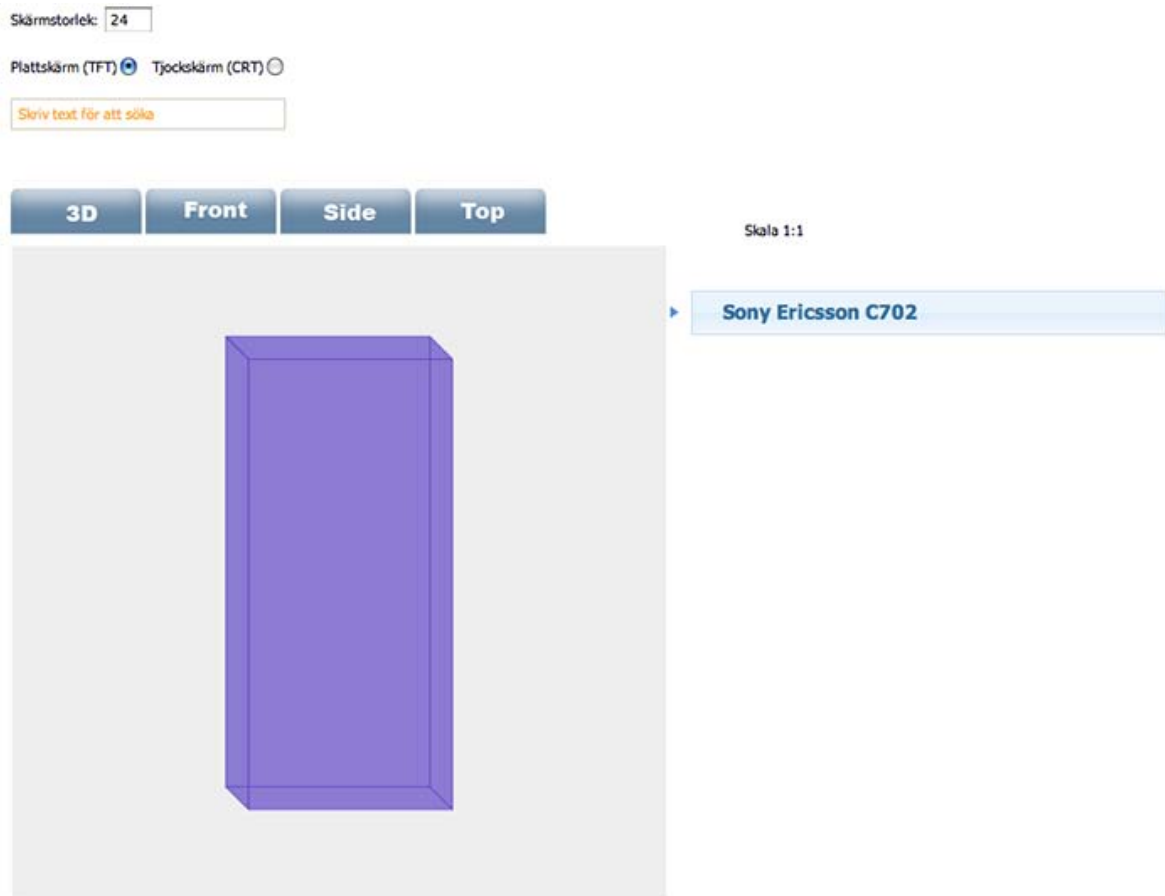 Skärmstorlek: 24
Plattskärm (TFT) Tjockskärm (CRT)
Skriv text för att söka
3D Front Side Top
Skala 1:1
Sony Ericsson C702